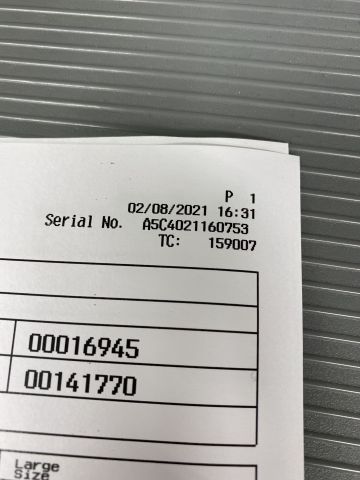 P 1
02/08/2021 16:31
Serial No. A5C4021160753
TC: 159007
00016945
00141770
Large
Size